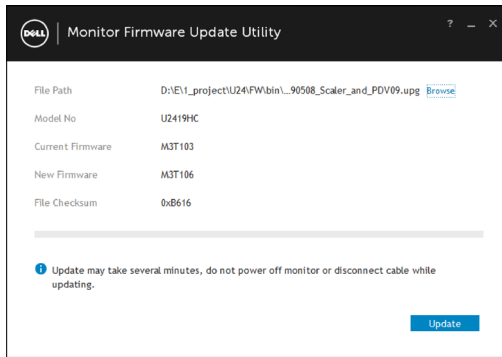 DELL | Monitor Firmware Update Utility ? _ X
File Path D:\E\1_project\U24\FW\bin\...90508_Scaler_and_PDV09.upg Browse
Model No U2419HC
Current Firmware M3T103
New Firmware M3T106
File Checksum 0xB616
Update may take several minutes, do not power off monitor or disconnect cable while
updating.
Update